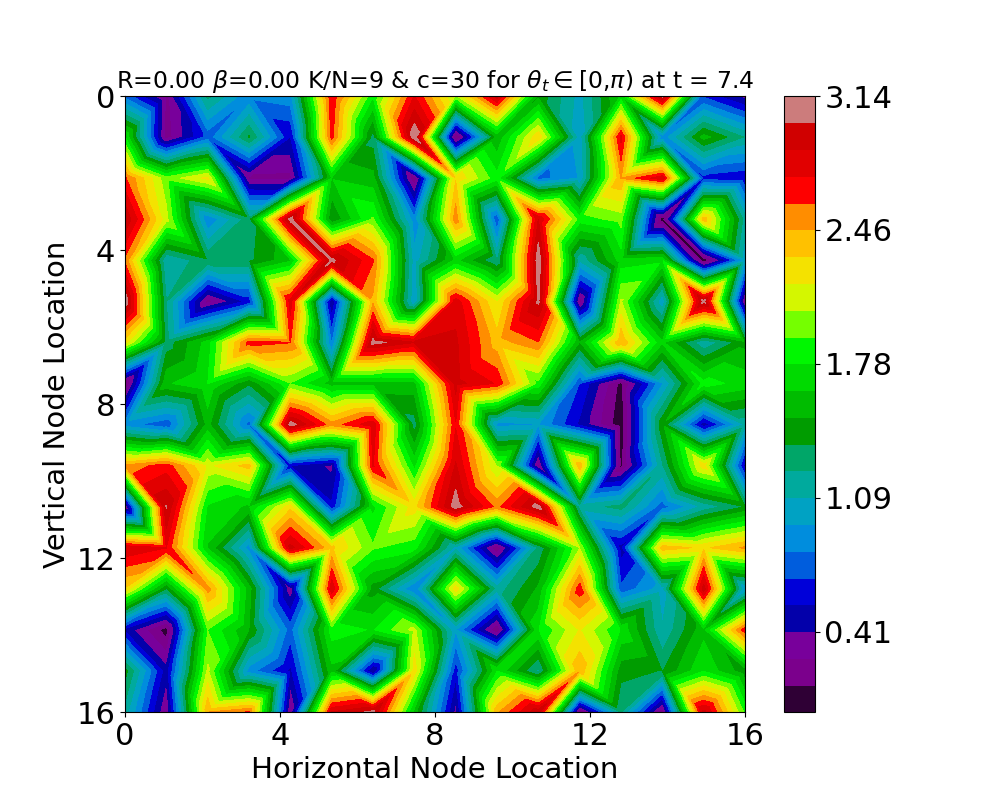 R=0.00 β=0.00 K/N=9 & c=30 for θ_t ∈ [0,π) at t = 7.4
0
4
8
12
16
0 4 8 12 16
Vertical Node Location
Horizontal Node Location
3.14
2.46
1.78
1.09
0.41